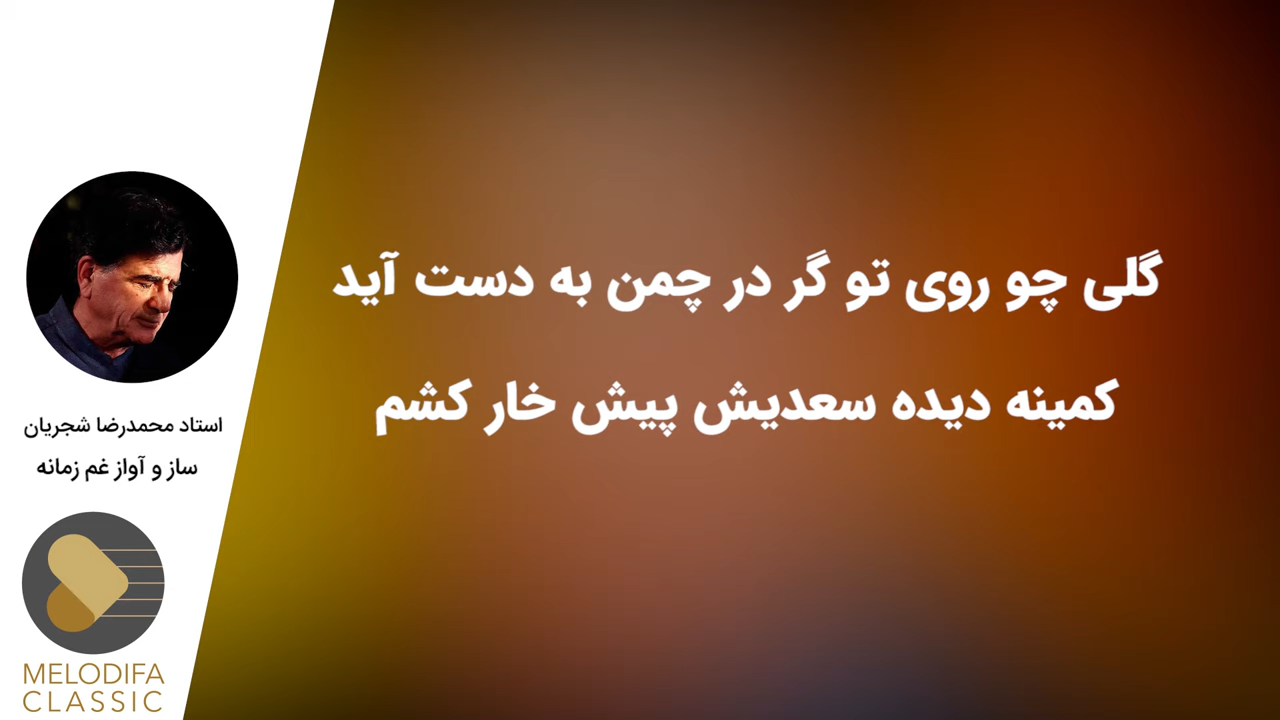 گلی چو روی تو گر در چمن به دست آید
کمینه دیده سعدیش پیش خار کشم
استاد محمدرضا شجریان
ساز و آواز غم زمانه
MELODIFA
CLASSIC